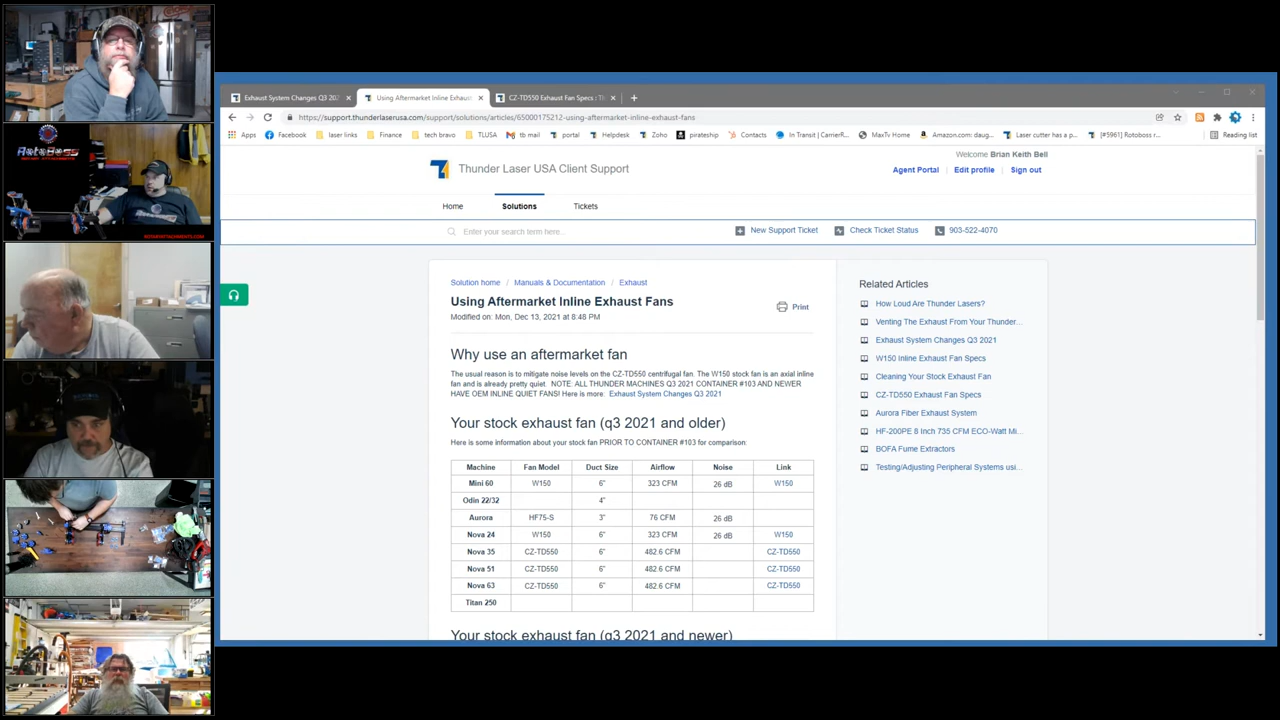 RotoBoss
ROTARY ATTACHMENTS
ROTARYATTACHMENTS.COM
Exhaust System Changes Q3 202
Using Aftermarket Inline Exhaust
CZ-TD550 Exhaust Fan Specs : Th
https://support.thunderlaserusa.com/support/solutions/articles/65000175212-using-aftermarket-inline-exhaust-fans
Apps Facebook laser links Finance tech bravo TLUSA tb mail portal Helpdesk Zoho pirateship Contacts In Transit | CarrierR... MaxTv Home Amazon.com: daug... Laser cutter has a p... [#5961] Rotoboss r... Reading list
Welcome Brian Keith Bell
Thunder Laser USA Client Support
Agent Portal Edit profile Sign out
Home Solutions Tickets
Enter your search term here...
New Support Ticket Check Ticket Status 903-522-4070
Solution home / Manuals & Documentation / Exhaust
Using Aftermarket Inline Exhaust Fans
Print
Modified on: Mon, Dec 13, 2021 at 8:48 PM
Why use an aftermarket fan
The usual reason is to mitigate noise levels on the CZ-TD550 centrifugal fan. The W150 stock fan is an axial inline
fan and is already pretty quiet. NOTE: ALL THUNDER MACHINES Q3 2021 CONTAINER #103 AND NEWER
HAVE OEM INLINE QUIET FANS! Here is more: Exhaust System Changes Q3 2021
Your stock exhaust fan (q3 2021 and older)
Here is some information about your stock fan PRIOR TO CONTAINER #103 for comparison:
Machine Fan Model Duct Size Airflow Noise Link
Mini 60 W150 6" 323 CFM 26 dB W150
Odin 22/32 4"
Aurora HF75-S 3" 76 CFM 26 dB
Nova 24 W150 6" 323 CFM 26 dB W150
Nova 35 CZ-TD550 6" 482.6 CFM CZ-TD550
Nova 51 CZ-TD550 6" 482.6 CFM CZ-TD550
Nova 63 CZ-TD550 6" 482.6 CFM CZ-TD550
Titan 250
Your stock exhaust fan (q3 2021 and newer)
Related Articles
How Loud Are Thunder Lasers?
Venting The Exhaust From Your Thunder...
Exhaust System Changes Q3 2021
W150 Inline Exhaust Fan Specs
Cleaning Your Stock Exhaust Fan
CZ-TD550 Exhaust Fan Specs
Aurora Fiber Exhaust System
HF-200PE 8 Inch 735 CFM ECO-Watt Mi...
BOFA Fume Extractors
Testing/Adjusting Peripheral Systems usi...